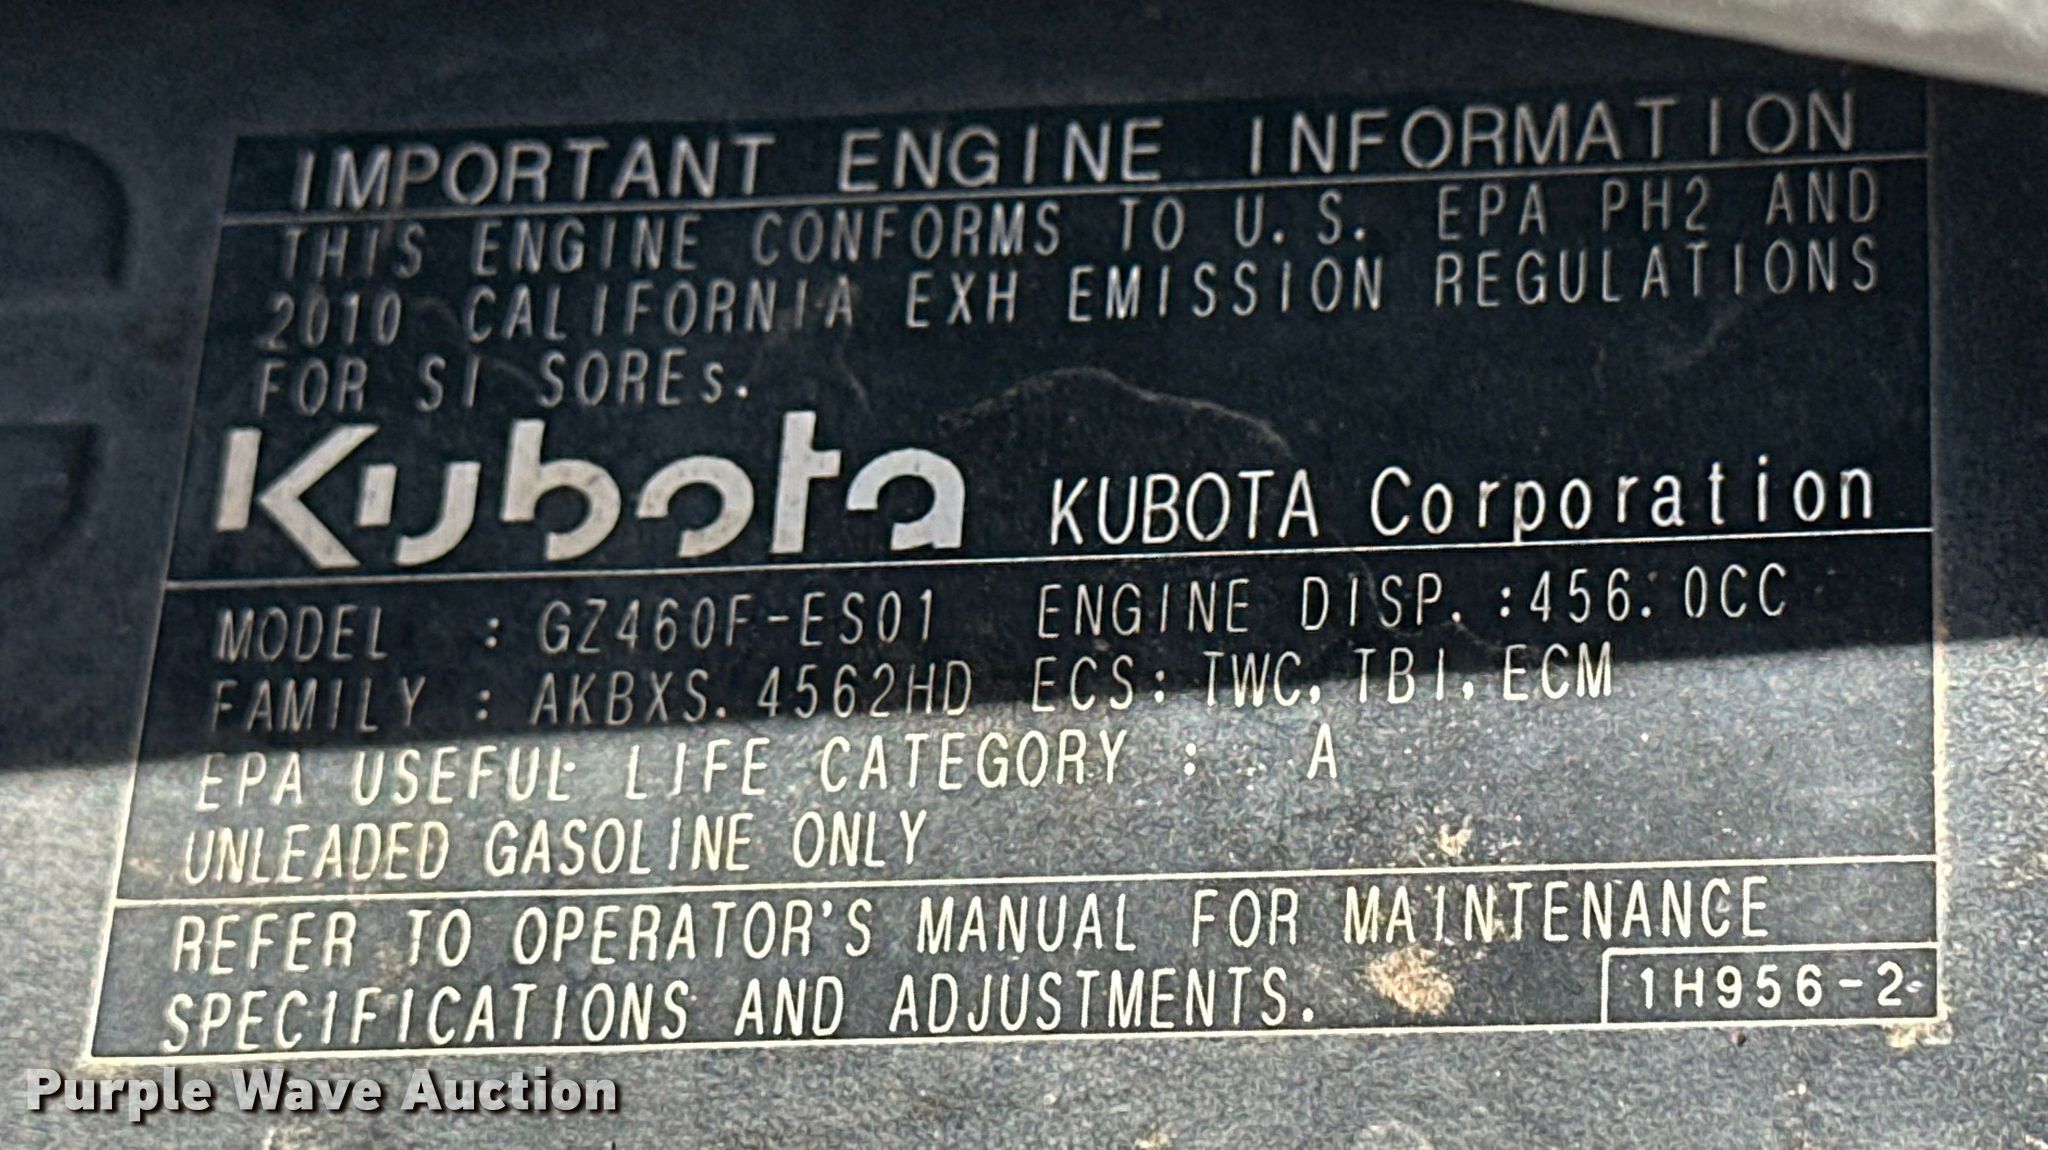 IMPORTANT ENGINE INFORMATION
THIS ENGINE CONFORMS TO U.S. EPA PH2 AND
2010 CALIFORNIA EXH EMISSION REGULATIONS
FOR SI SOREs.
Kubota KUBOTA Corporation
MODEL : GZ460F-ES01 ENGINE DISP.:456.0CC
FAMILY : AKBXS.4562HD ECS: TWC, TBI, ECM
EPA USEFUL LIFE CATEGORY : A
UNLEADED GASOLINE ONLY
REFER TO OPERATOR'S MANUAL FOR MAINTENANCE
SPECIFICATIONS AND ADJUSTMENTS.
1H956-2
Purple Wave Auction